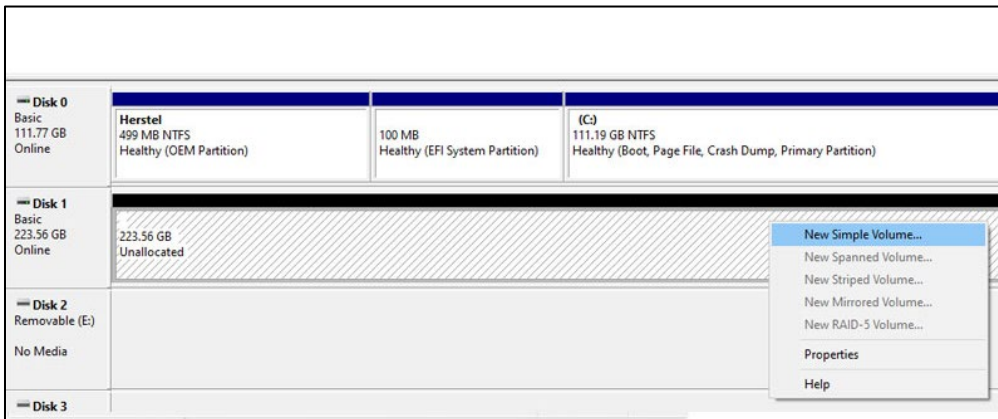 Disk 0
Basic
111.77 GB
Online
Herstel
499 MB NTFS
Healthy (OEM Partition)
100 MB
Healthy (EFI System Partition)
(C:)
111.19 GB NTFS
Healthy (Boot, Page File, Crash Dump, Primary Partition)
Disk 1
Basic
223.56 GB
Online
223.56 GB
Unallocated
New Simple Volume...
New Spanned Volume...
New Striped Volume...
New Mirrored Volume...
New RAID-5 Volume...
Properties
Help
Disk 2
Removable (E:)
No Media
Disk 3